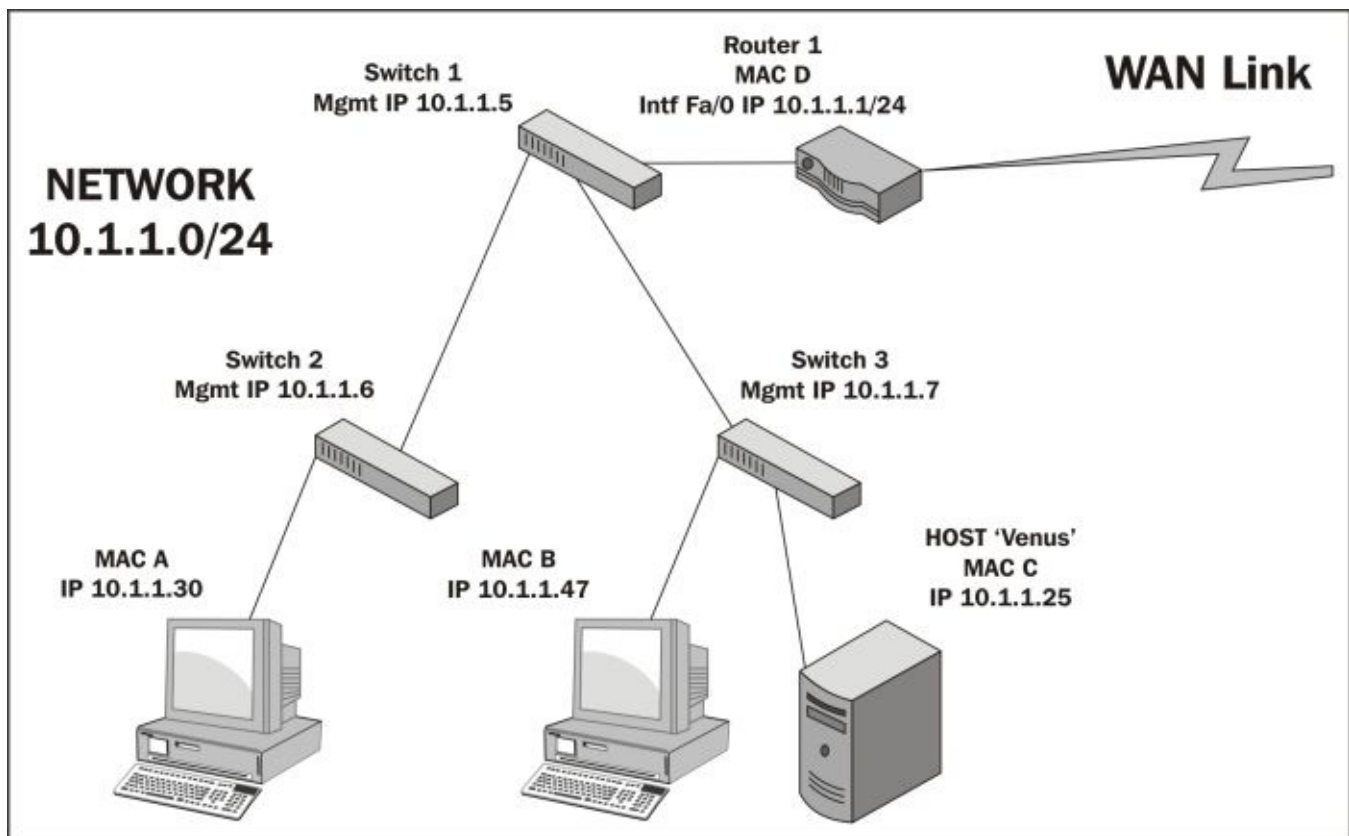 Router 1
MAC D
Intf Fa/0 IP 10.1.1.1/24
WAN Link
Switch 1
Mgmt IP 10.1.1.5
NETWORK
10.1.1.0/24
Switch 2
Mgmt IP 10.1.1.6
Switch 3
Mgmt IP 10.1.1.7
MAC A
IP 10.1.1.30
MAC B
IP 10.1.1.47
HOST ‘Venus’
MAC C
IP 10.1.1.25